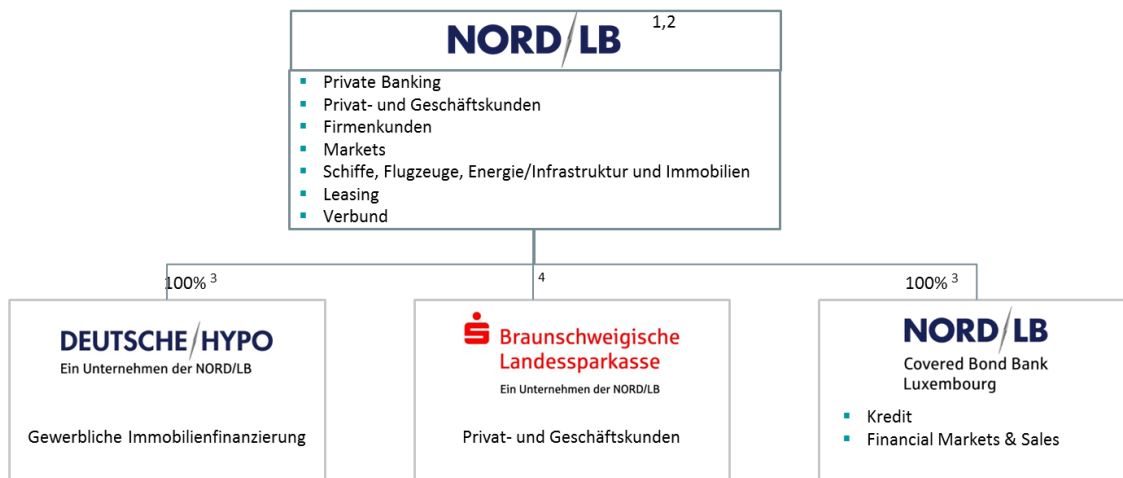 NORD/LB 1,2
▪ Private Banking
▪ Privat- und Geschäftskunden
▪ Firmenkunden
▪ Markets
▪ Schiffe, Flugzeuge, Energie/Infrastruktur und Immobilien
▪ Leasing
▪ Verbund
100% 3
4
100% 3
DEUTSCHE/HYPO
Ein Unternehmen der NORD/LB
Gewerbliche Immobilienfinanzierung
Braunschweigische
Landessparkasse
Ein Unternehmen der NORD/LB
Privat- und Geschäftskunden
NORD/LB
Covered Bond Bank
Luxembourg
▪ Kredit
▪ Financial Markets & Sales